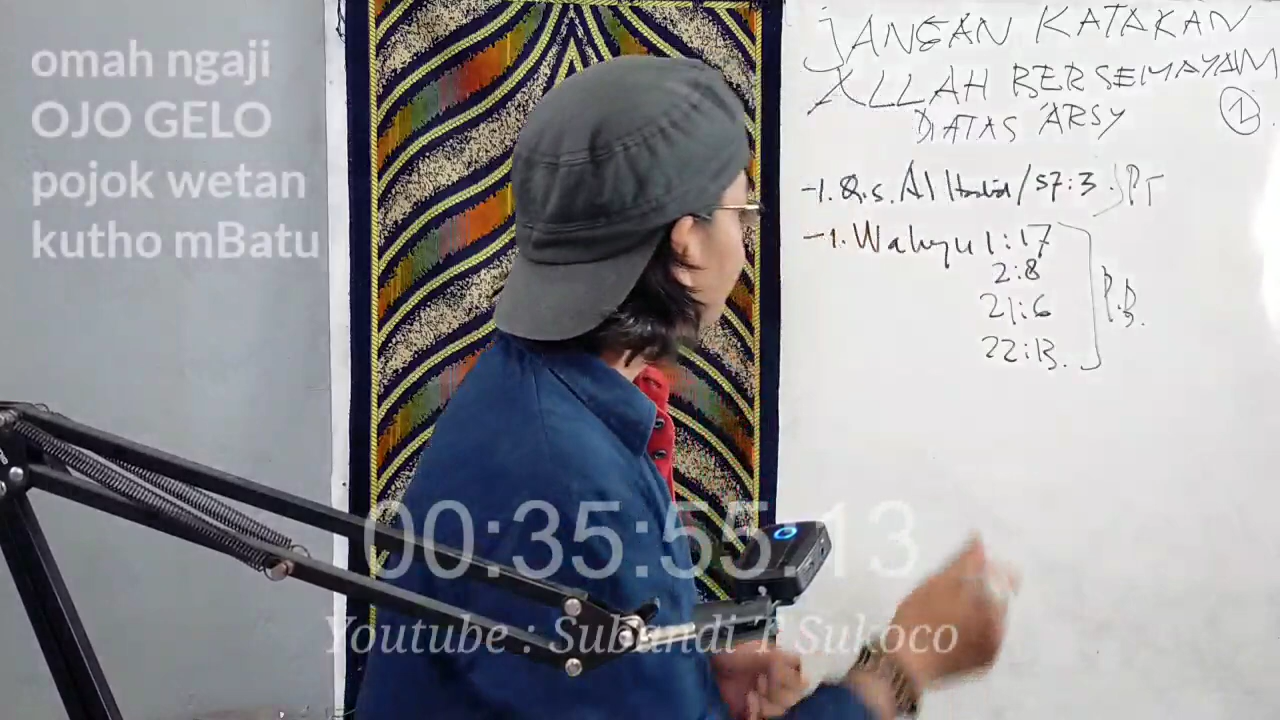 omah ngaji
OJO GELO
pojok wetan
kutho mBatu
JANGAN KATAKAN
ALLAH BERSEMAYAM
DIATAS 'ARSY
1
-1. Q.s. Al Hadid/57:3 P.T
-1. Wahyu 1:17
2:8
21:6
22:13. P.B.
00:35:55.13
Youtube : Subandi T Sukoco